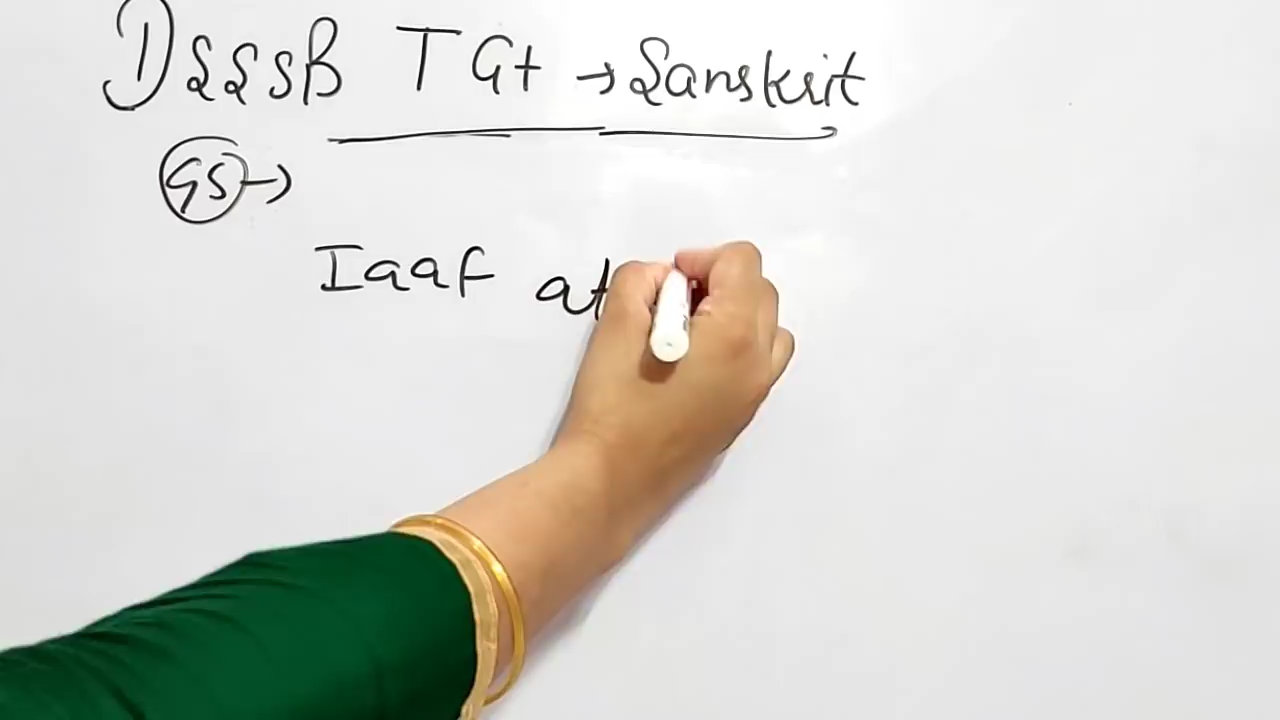 DSSSB TGt → Sanskrit
GS →
Iaaf at